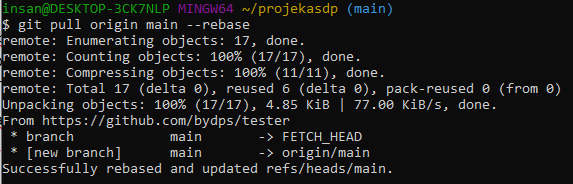 insan@DESKTOP-3CK7NLP MINGW64 ~/projekasdp (main)
$ git pull origin main --rebase
remote: Enumerating objects: 17, done.
remote: Counting objects: 100% (17/17), done.
remote: Compressing objects: 100% (11/11), done.
remote: Total 17 (delta 0), reused 6 (delta 0), pack-reused 0 (from 0)
Unpacking objects: 100% (17/17), 4.85 KiB | 77.00 KiB/s, done.
From https://github.com/bydps/tester
 * branch            main       -> FETCH_HEAD
 * [new branch]      main       -> origin/main
Successfully rebased and updated refs/heads/main.